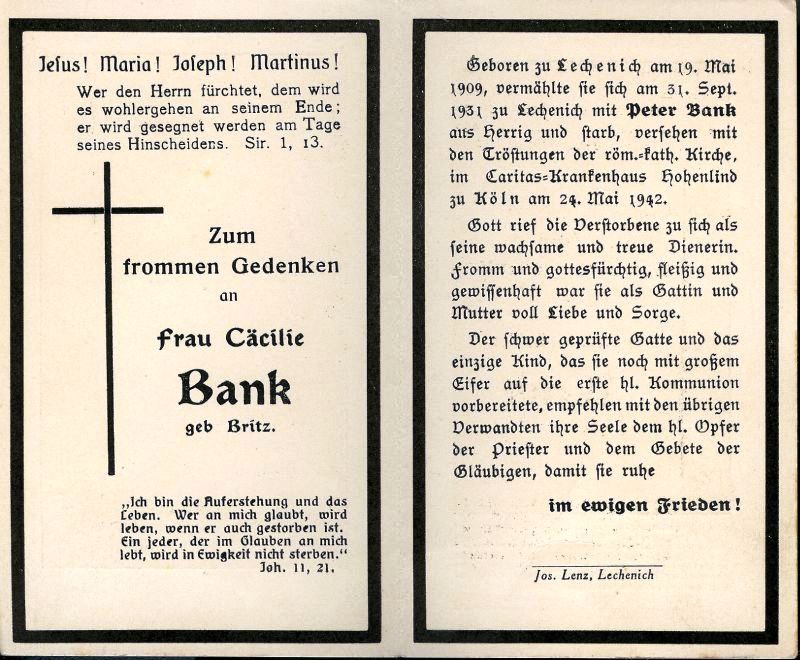 Jesus! Maria! Joseph! Martinus!
Wer den Herrn fürchtet, dem wird
es wohlergehen an seinem Ende;
er wird gesegnet werden am Tage
seines Hinscheidens. Sir. 1, 13.
Zum
frommen Gedenken
an
Frau Cäcilie
Bank
geb Britz.
„Ich bin die Auferstehung und das
Leben. Wer an mich glaubt, wird
leben, wenn er auch gestorben ist.
Ein jeder, der im Glauben an mich
lebt, wird in Ewigkeit nicht sterben.“
Joh. 11, 21.
Geboren zu Lechenich am 19. Mai
1909, vermählte sie sich am 31. Sept.
1931 zu Lechenich mit Peter Bank
aus Herrig und starb, versehen mit
den Tröstungen der röm.-kath. Kirche,
im Caritas-Krankenhaus Hohenlind
zu Köln am 24. Mai 1942.
Gott rief die Verstorbene zu sich als
seine wachsame und treue Dienerin.
Fromm und gottesfürchtig, fleißig und
gewissenhaft war sie als Gattin und
Mutter voll Liebe und Sorge.
Der schwer geprüfte Gatte und das
einzige Kind, das sie noch mit großem
Eifer auf die erste hl. Kommunion
vorbereitete, empfehlen mit den übrigen
Verwandten ihre Seele dem hl. Opfer
der Priester und dem Gebete der
Gläubigen, damit sie ruhe
im ewigen Frieden!
Jos. Lenz, Lechenich